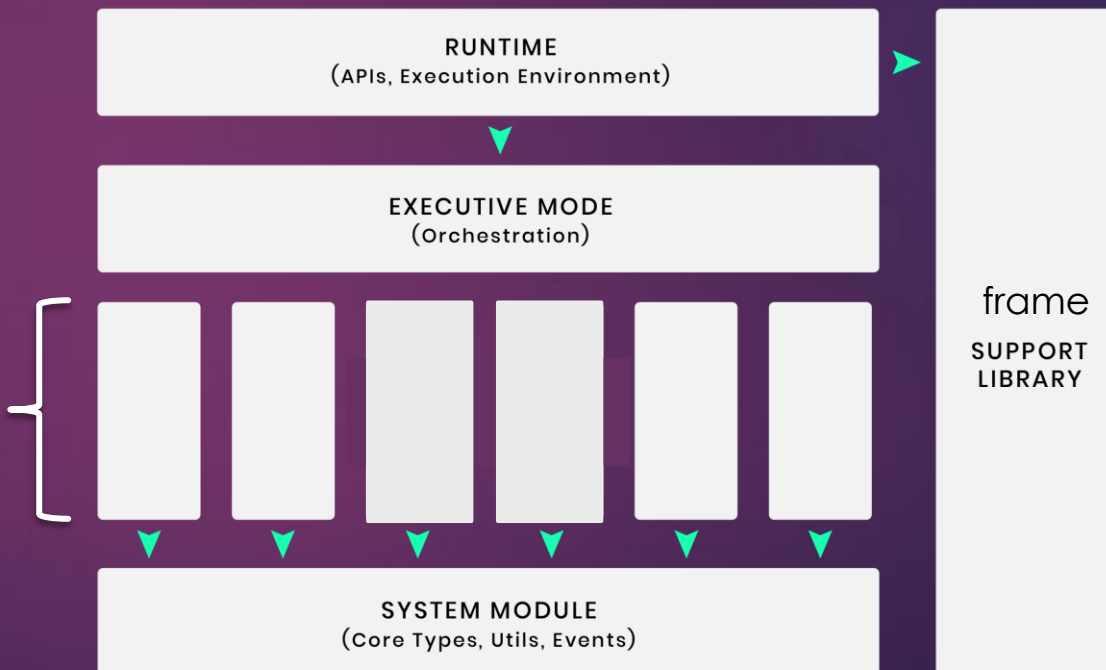 RUNTIME
(APIs, Execution Environment)
EXECUTIVE MODE
(Orchestration)
frame
SUPPORT
LIBRARY
SYSTEM MODULE
(Core Types, Utils, Events)